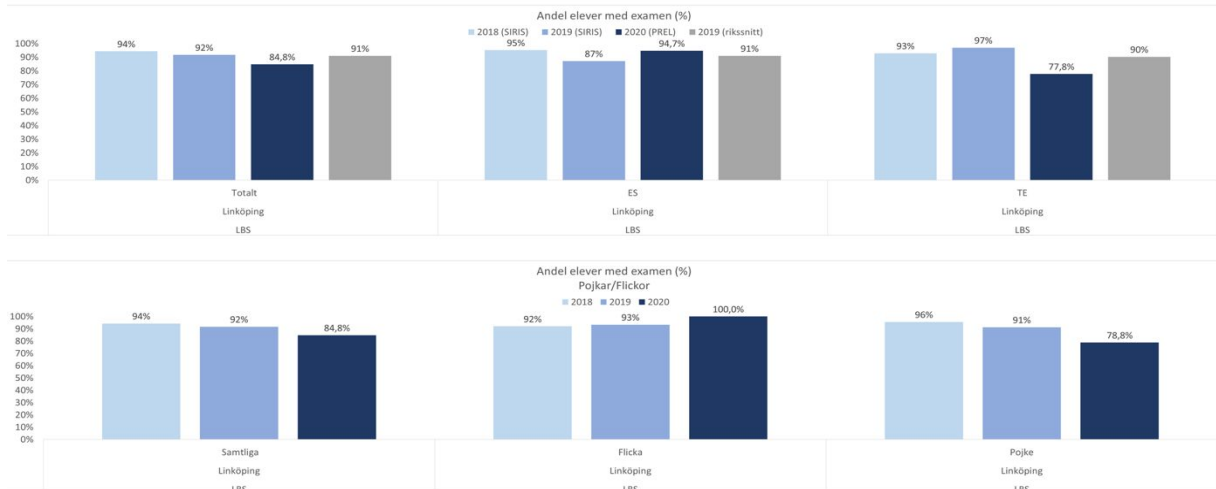 Andel elever med examen (%)
2018 (SIRIS) 2019 (SIRIS) 2020 (PREL) 2019 (rikssnitt)
100%
90%
80%
70%
60%
50%
40%
30%
20%
10%
0%
94% 92% 84,8% 91%
95% 87% 94,7% 91%
93% 97% 77,8% 90%
Totalt ES TE
Linköping Linköping Linköping
LBS LBS LBS
Andel elever med examen (%)
Pojkar/Flickor
2018 2019 2020
100%
90%
80%
70%
60%
50%
40%
30%
20%
10%
0%
94% 92% 84,8%
92% 93% 100,0%
96% 91% 78,8%
Samtliga Flicka Pojke
Linköping Linköping Linköping
LBS LBS LBS